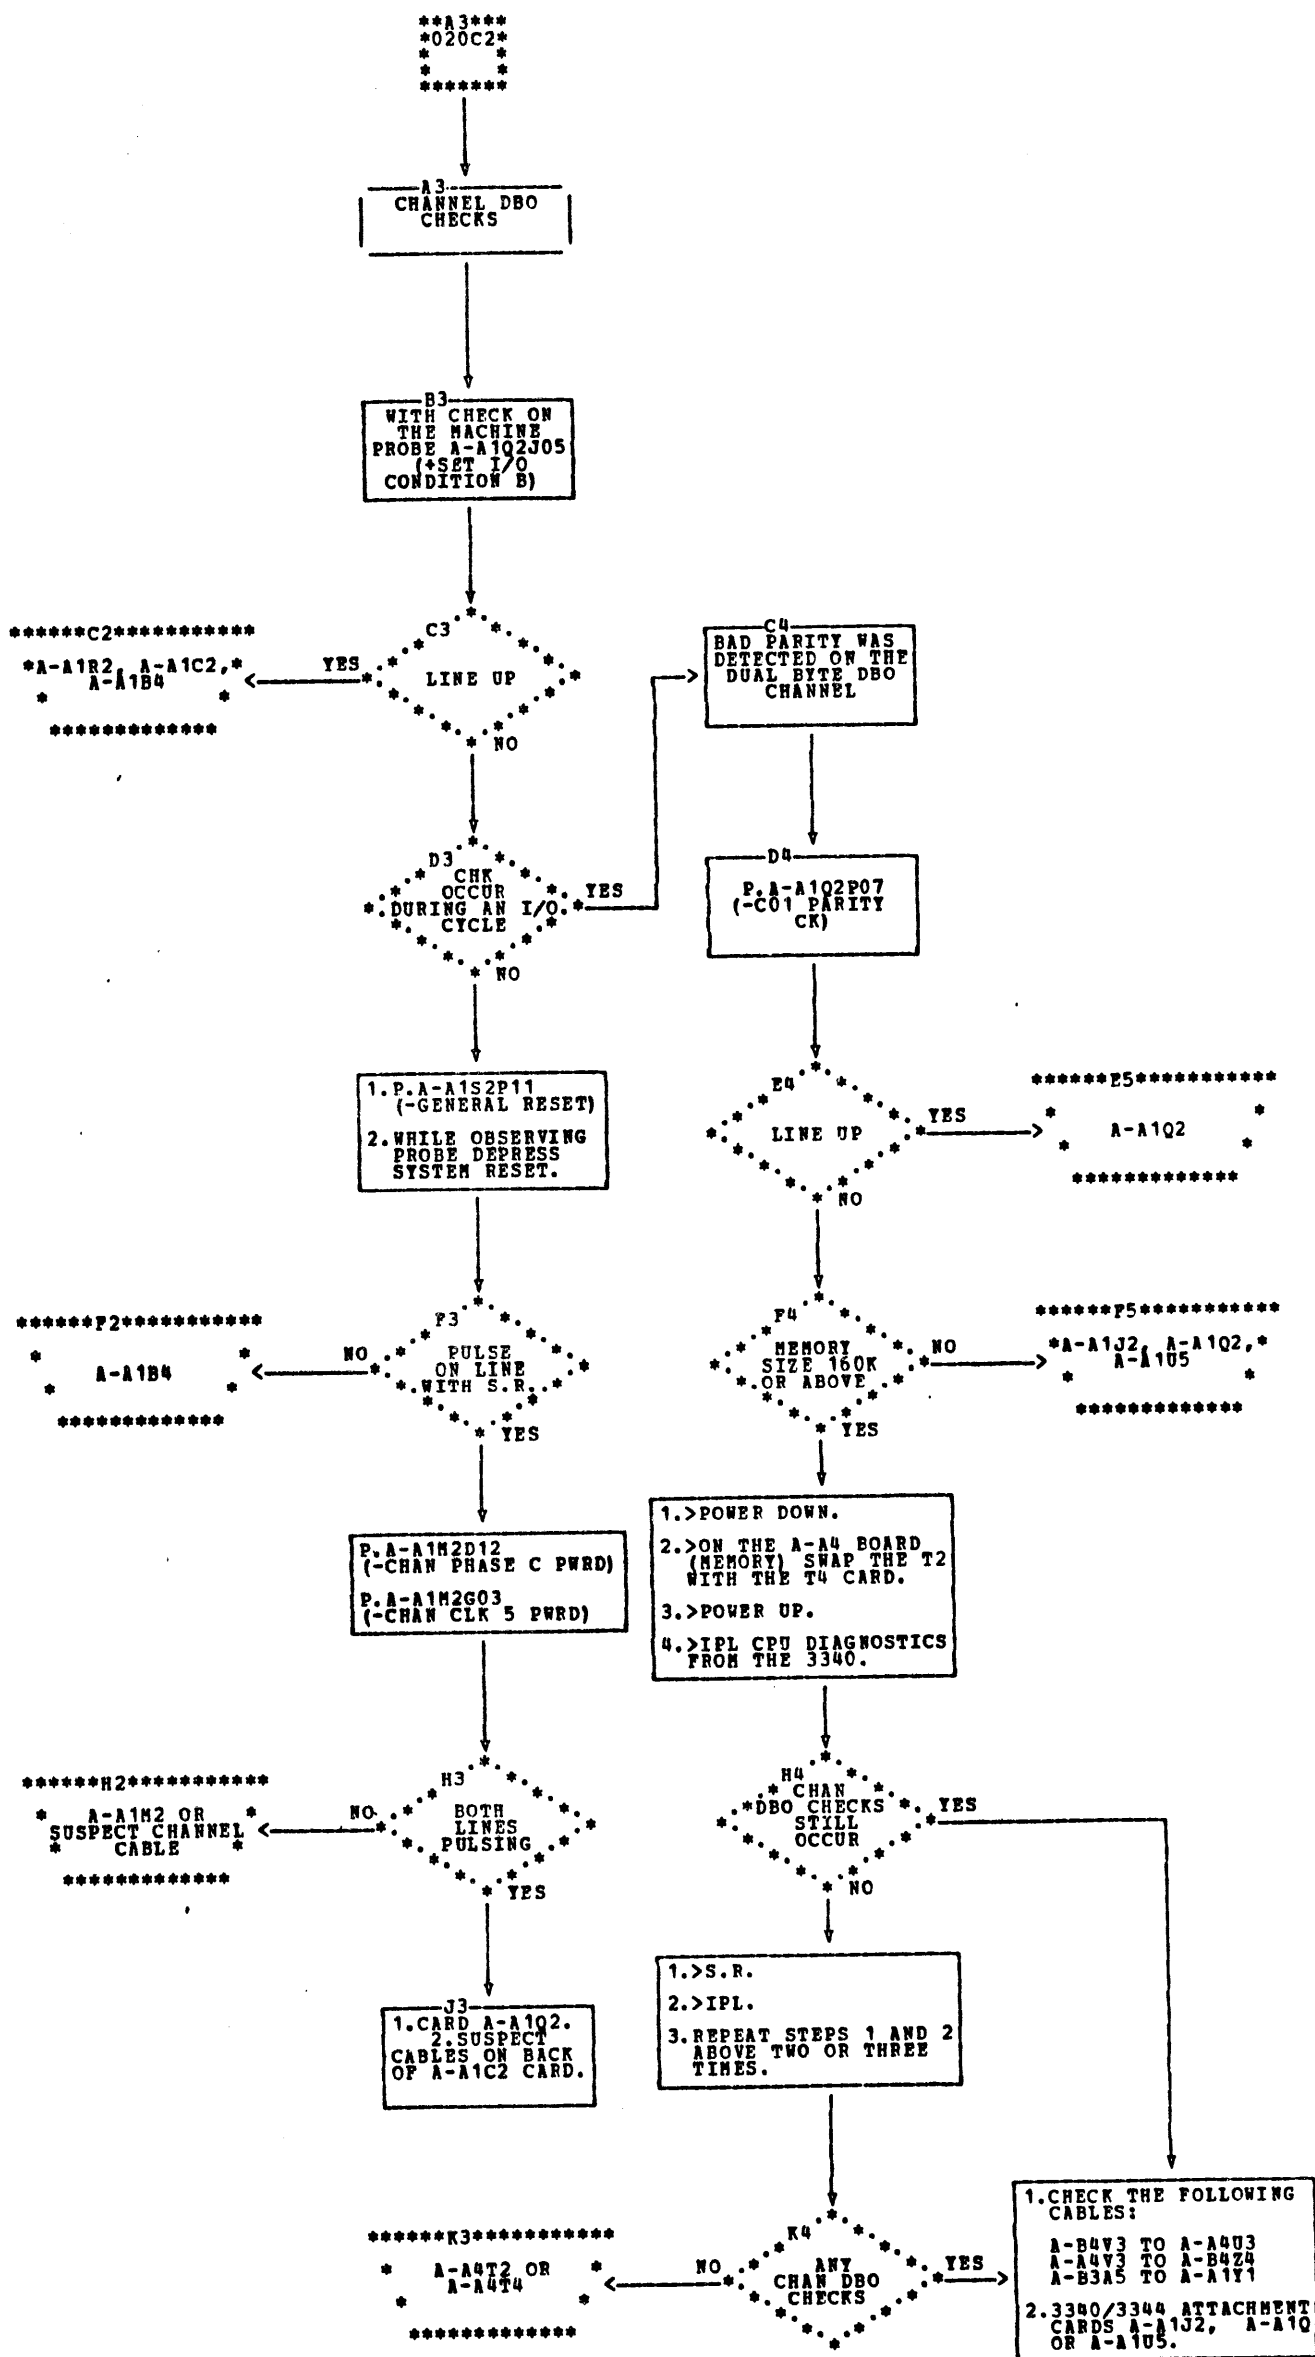 **A3***
*020C2*
* *
* *
*******
A3
CHANNEL DBO
CHECKS
B3
WITH CHECK ON
THE MACHINE
PROBE A-A1Q2J05
(+SET I/O
CONDITION B)
C3
LINE UP
YES
NO
******C2***********
*A-A1R2, A-A1C2,*
A-A1B4
* *
*************
D3
CHK
OCCUR
DURING AN I/O
CYCLE
YES
NO
C4
BAD PARITY WAS
DETECTED ON THE
DUAL BYTE DBO
CHANNEL
D4
P.A-A1Q2P07
(-C01 PARITY
CK)
1.P.A-A1S2P11
(-GENERAL RESET)
2.WHILE OBSERVING
PROBE DEPRESS
SYSTEM RESET.
E4
LINE UP
YES
NO
******E5***********
* *
A-A1Q2
* *
*************
F3
PULSE
ON LINE
WITH S.R.
NO
YES
******F2***********
* *
A-A1B4
* *
*************
F4
MEMORY
SIZE 160K
OR ABOVE
NO
YES
******F5***********
*A-A1J2, A-A1Q2,*
A-A1U5
* *
*************
P.A-A1M2D12
(-CHAN PHASE C PWRD)
P.A-A1M2G03
(-CHAN CLK 5 PWRD)
1.>POWER DOWN.
2.>ON THE A-A4 BOARD
(MEMORY) SWAP THE T2
WITH THE T4 CARD.
3.>POWER UP.
4.>IPL CPU DIAGNOSTICS
FROM THE 3340.
H3
BOTH
LINES
PULSING
NO
YES
******H2***********
* A-A1M2 OR *
SUSPECT CHANNEL
* CABLE *
*************
H4
CHAN
DBO CHECKS
STILL
OCCUR
YES
NO
J3
1.CARD A-A1Q2.
2.SUSPECT
CABLES ON BACK
OF A-A1C2 CARD.
1.>S.R.
2.>IPL.
3.REPEAT STEPS 1 AND 2
ABOVE TWO OR THREE
TIMES.
K4
ANY
CHAN DBO
CHECKS
NO
YES
******K3***********
* A-A4T2 OR *
A-A4T4
* *
*************
1.CHECK THE FOLLOWING
CABLES:
A-B4V3 TO A-A4U3
A-A4V3 TO A-B4Z4
A-B3A5 TO A-A1Y1
2.3340/3344 ATTACHMENT
CARDS A-A1J2, A-A1Q
OR A-A1U5.